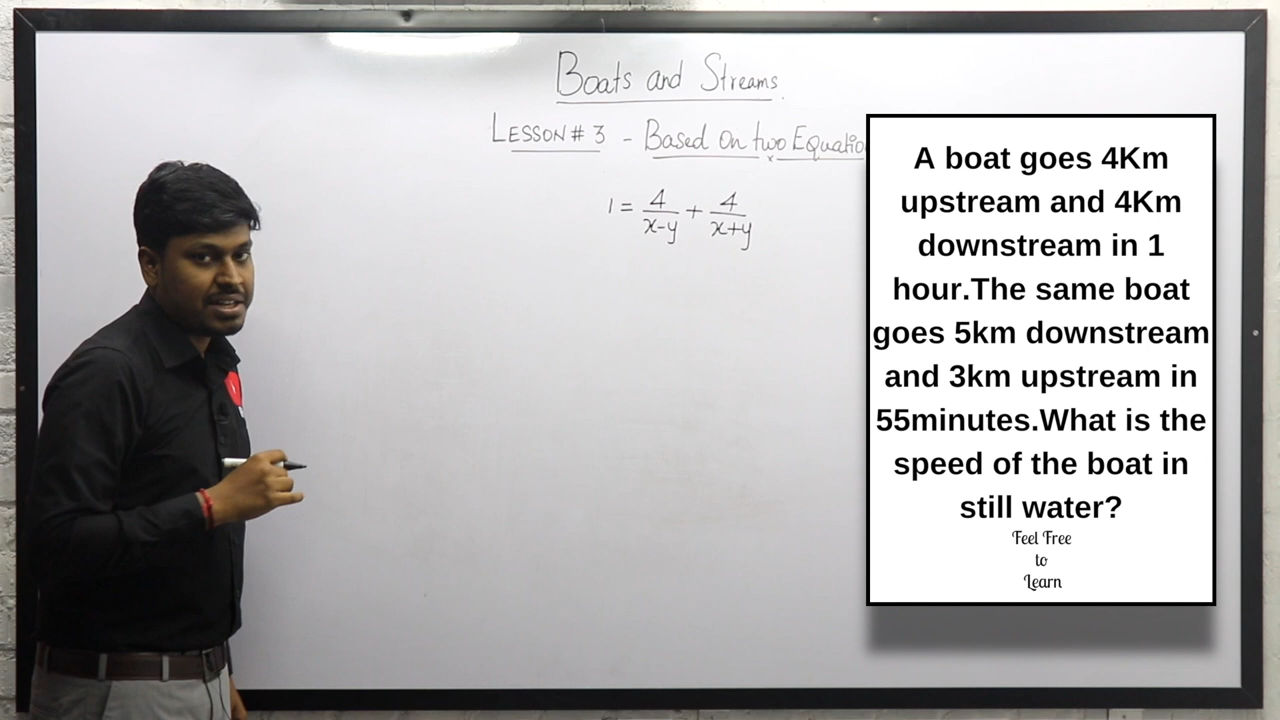 Boats and Streams.
LESSON # 3 - Based on two Equatio
1 = 4/x-y + 4/x+y
A boat goes 4Km
upstream and 4Km
downstream in 1
hour.The same boat
goes 5km downstream
and 3km upstream in
55minutes.What is the
speed of the boat in
still water?
Feel Free
to
Learn